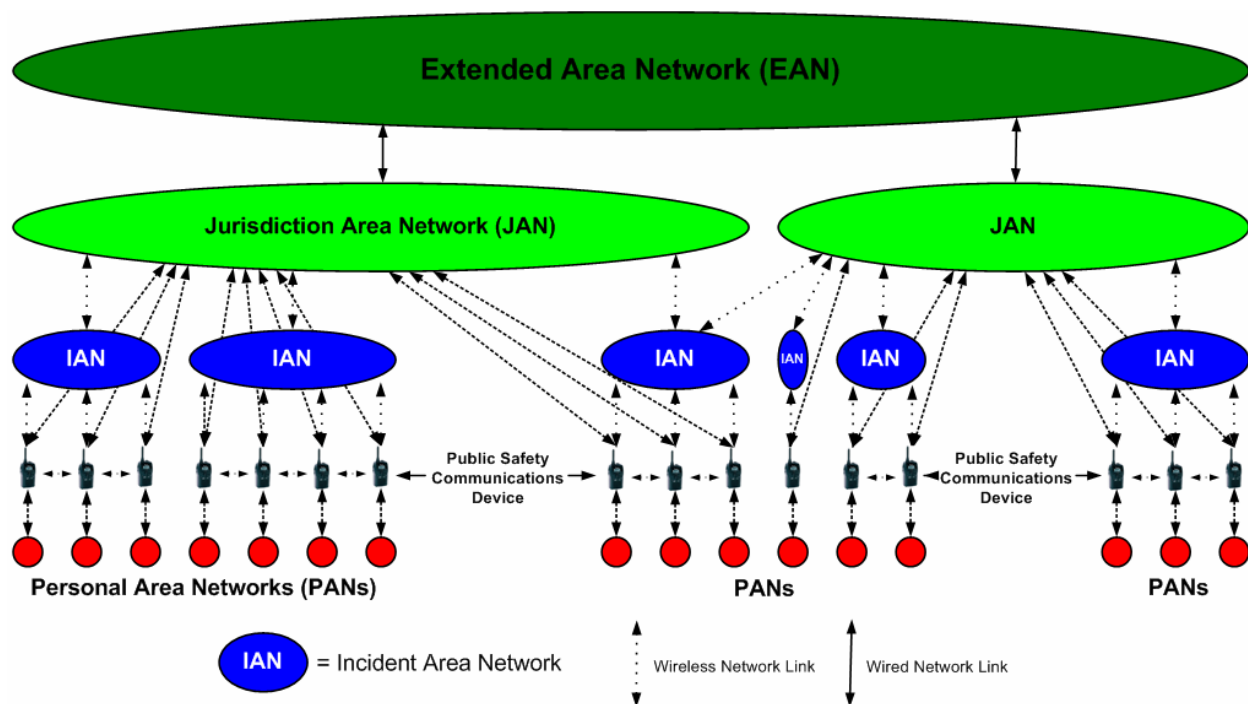 Extended Area Network (EAN)
Jurisdiction Area Network (JAN)
JAN
IAN
IAN
IAN
IAN
IAN
IAN
Public Safety
Communications
Device
Public Safety
Communications
Device
Personal Area Networks (PANs)
PANs
PANs
IAN
= Incident Area Network
Wireless Network Link
Wired Network Link